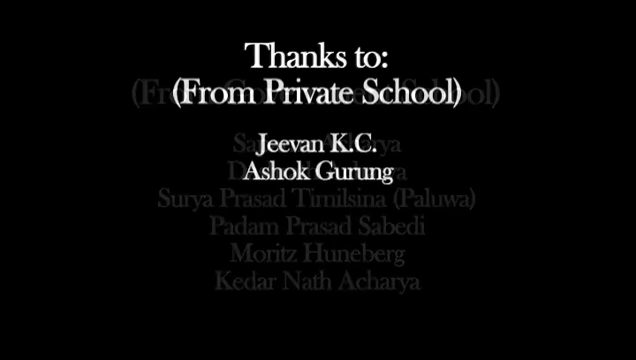 Thanks to:
(From Private School)
Jeevan K.C.
Ashok Gurung
Surya Prasad Timilsina (Paluwa)
Padam Prasad Sabedi
Moritz Huneberg
Kedar Nath Acharya